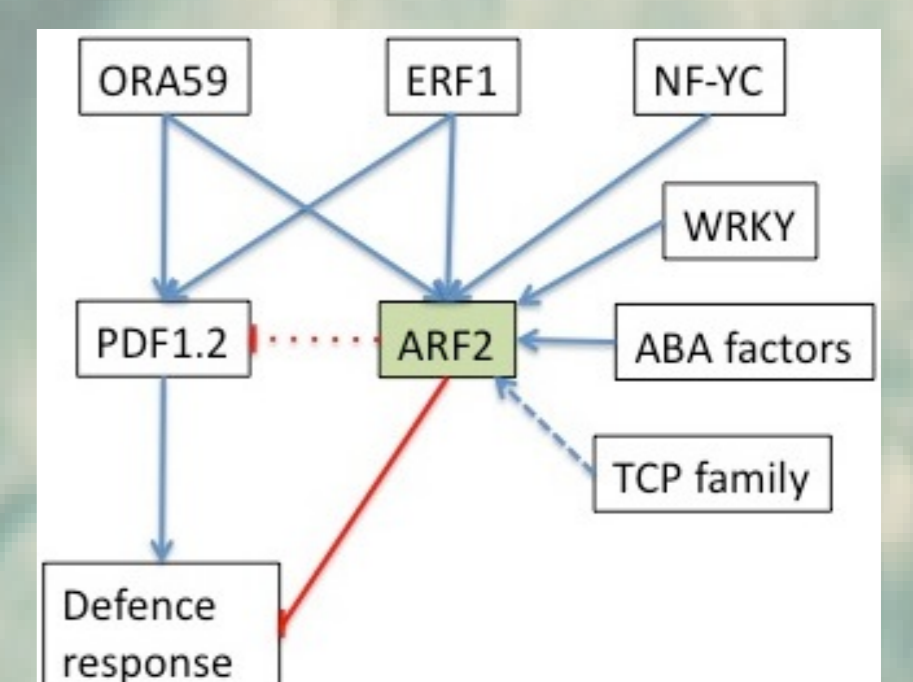 ORA59
ERF1
NF-YC
WRKY
PDF1.2
ARF2
ABA factors
TCP family
Defence
response